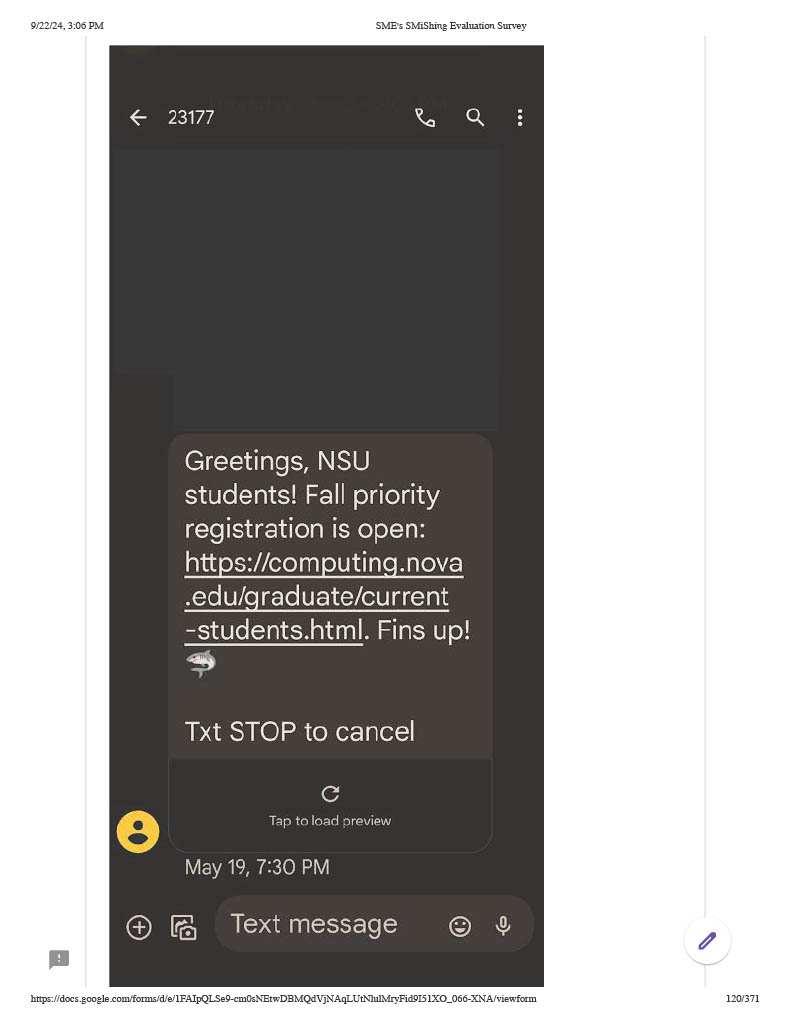 9/22/24, 3:06 PM SME's SMiShing Evaluation Survey
23177
Greetings, NSU
students! Fall priority
registration is open:
https://computing.nova
.edu/graduate/current
-students.html. Fins up!
🦈
Txt STOP to cancel
Tap to load preview
May 19, 7:30 PM
Text message
https://docs.google.com/forms/d/e/1FAIpQLSe9-cm0sNEtwDBMQdVjNAqLUtNlulMryFid9I51XO_066-XNA/viewform 120/371